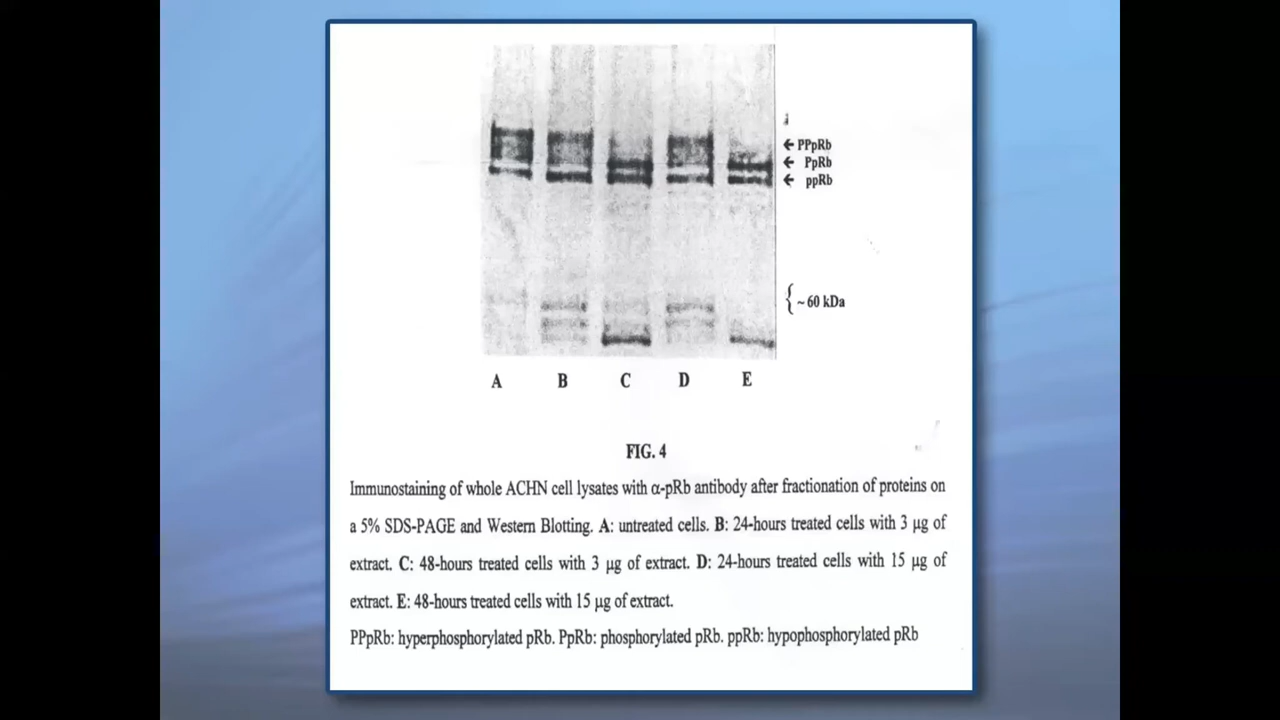 ← PPpRb
← PpRb
← ppRb
{ ~ 60 kDa
A B C D E
FIG. 4
Immunostaining of whole ACHN cell lysates with α-pRb antibody after fractionation of proteins on
a 5% SDS-PAGE and Western Blotting. A: untreated cells. B: 24-hours treated cells with 3 µg of
extract. C: 48-hours treated cells with 3 µg of extract. D: 24-hours treated cells with 15 µg of
extract. E: 48-hours treated cells with 15 µg of extract.
PPpRb: hyperphosphorylated pRb. PpRb: phosphorylated pRb. ppRb: hypophosphorylated pRb